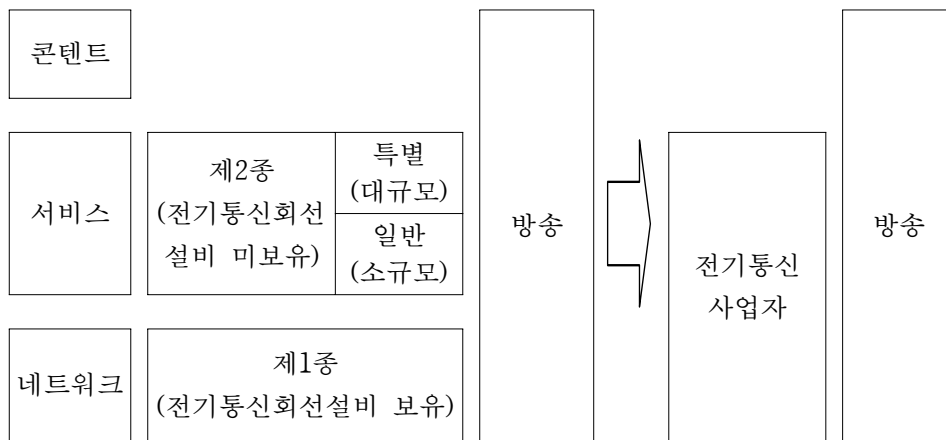 콘텐트
서비스
제2종
(전기통신회선
설비 미보유)
특별
(대규모)
일반
(소규모)
네트워크
제1종
(전기통신회선설비 보유)
방송
전기통신
사업자
방송